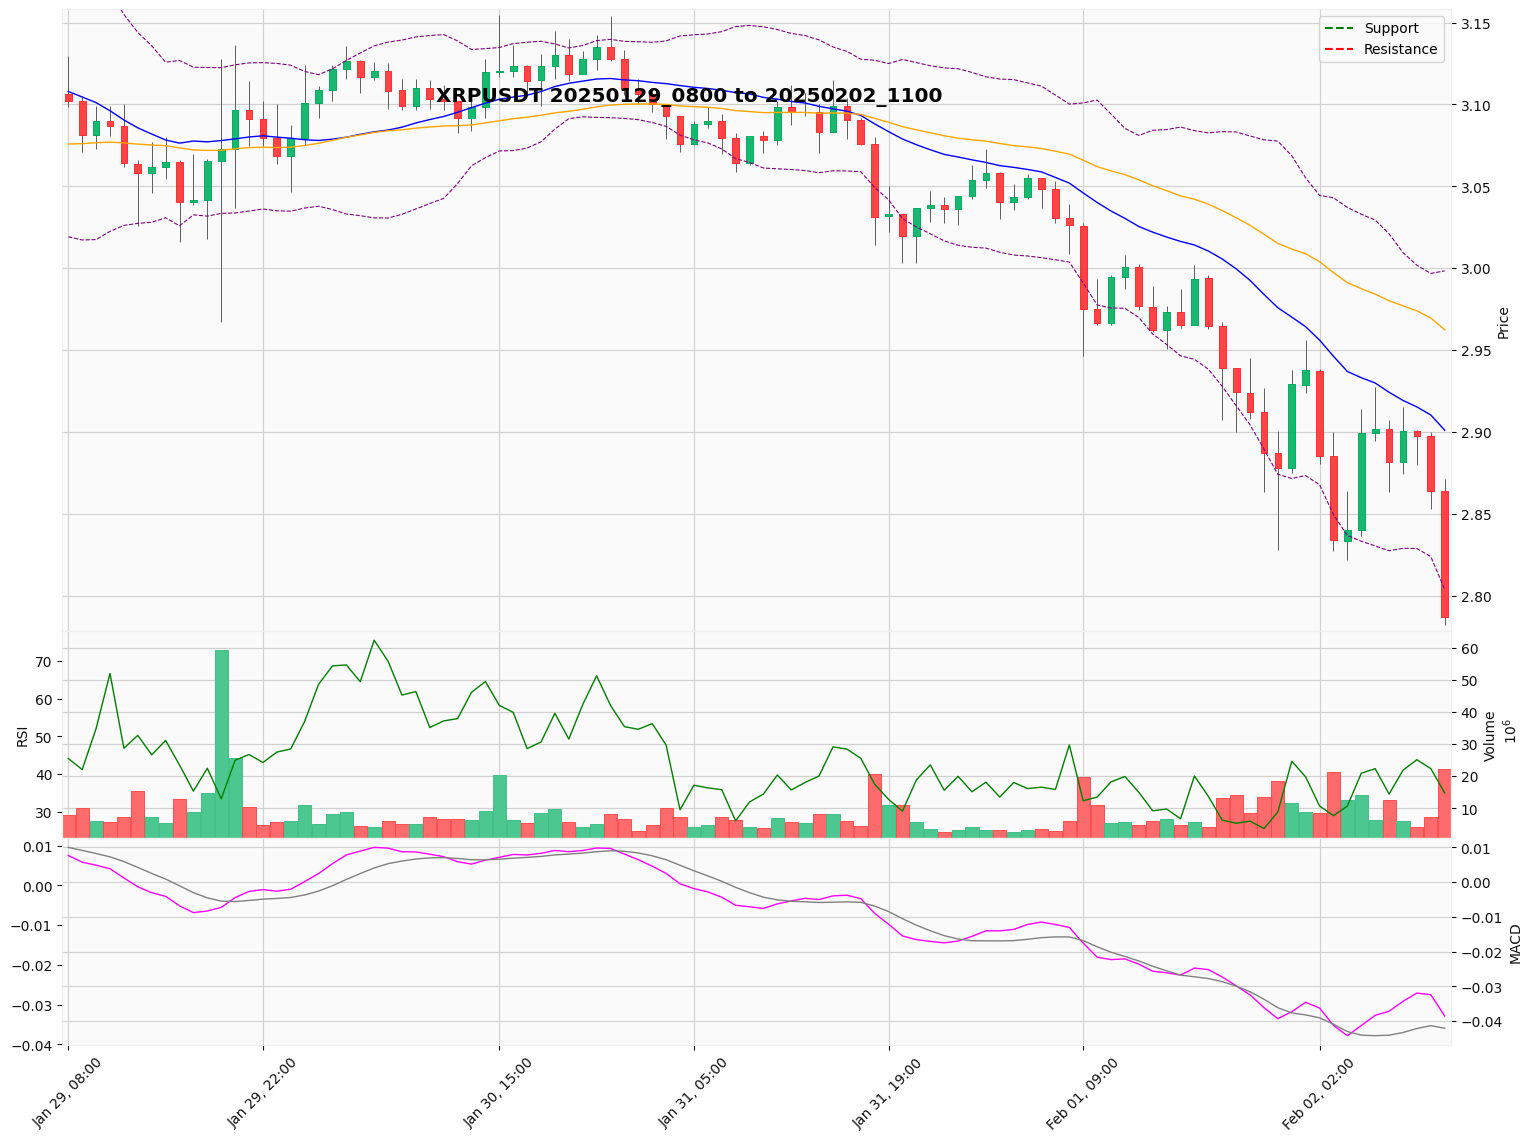 XRPUSDT 20250129_0800 to 20250202_1100
Support
Resistance
3.15
3.10
3.05
3.00
2.95
2.90
2.85
2.80
Price
70
60
50
40
30
RSI
60
50
40
30
20
10
Volume
10^6
0.01
0.00
−0.01
−0.02
−0.03
−0.04
0.01
0.00
−0.01
−0.02
−0.03
−0.04
MACD
Jan 29, 08:00
Jan 29, 22:00
Jan 30, 15:00
Jan 31, 05:00
Jan 31, 19:00
Feb 01, 09:00
Feb 02, 02:00